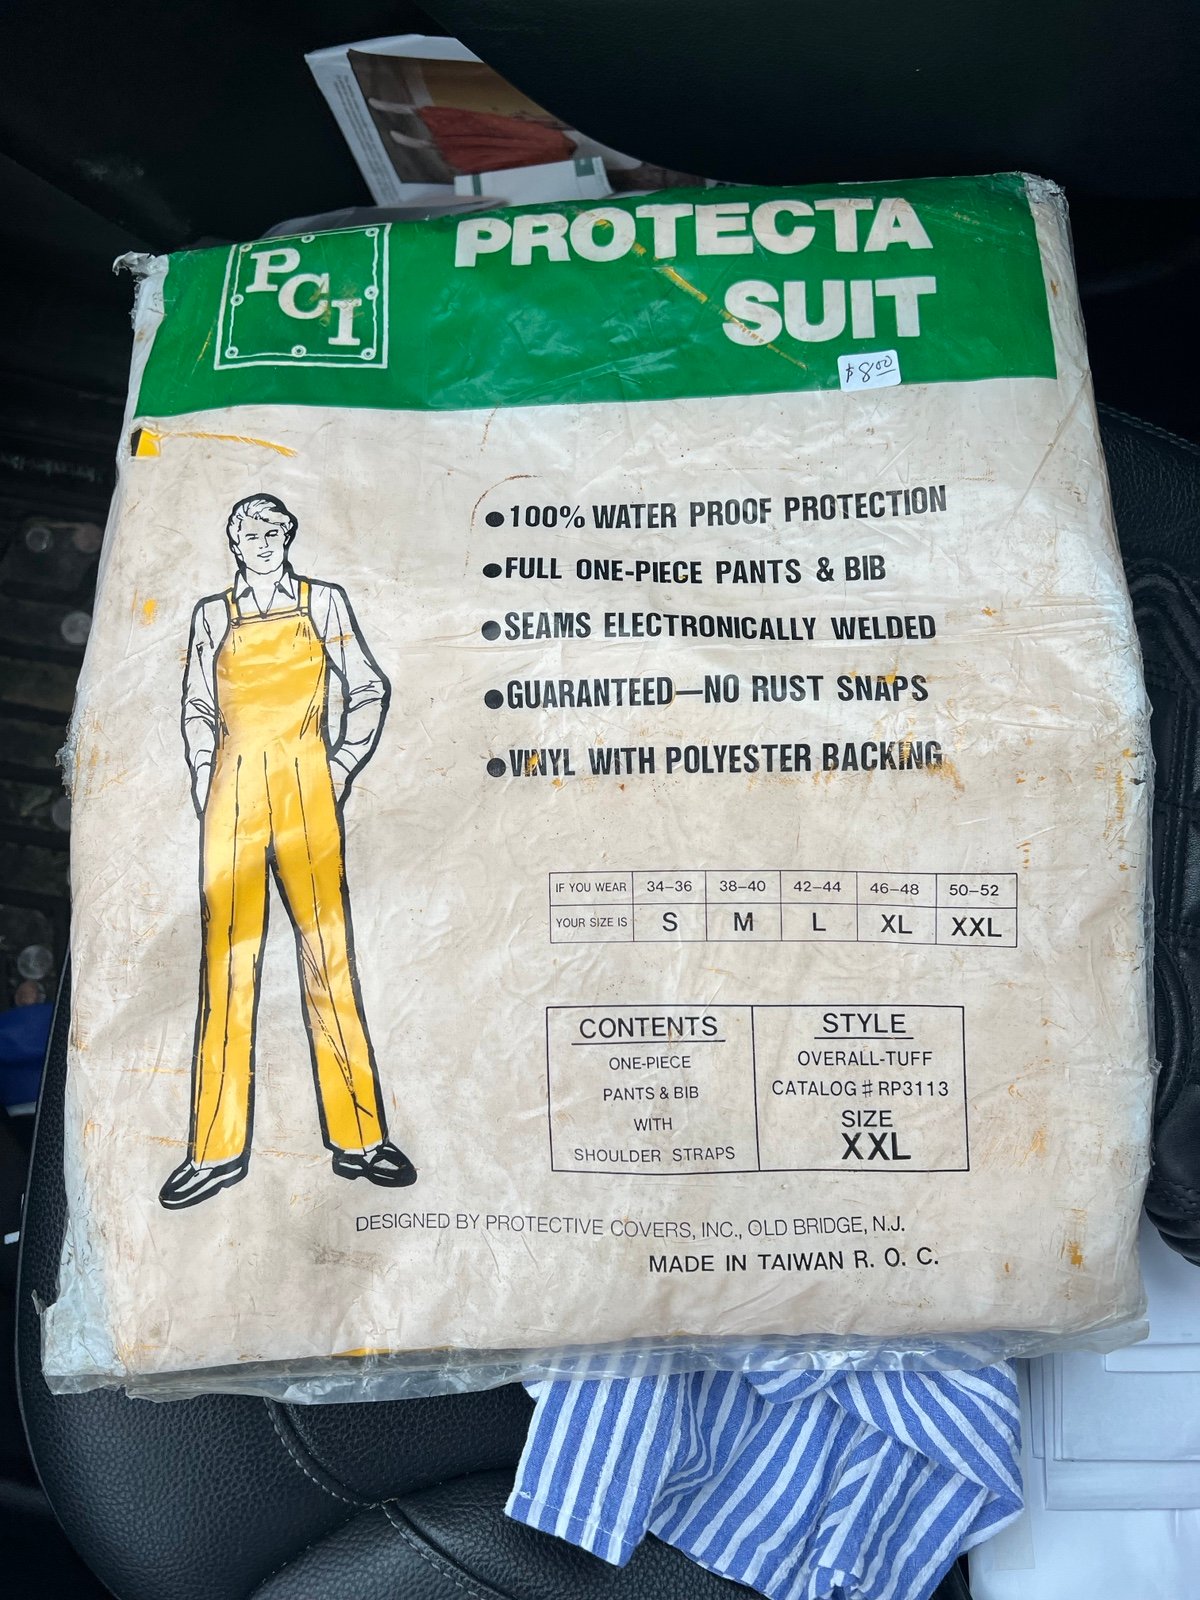 PCI
PROTECTA
SUIT
$8.00
●100% WATER PROOF PROTECTION
●FULL ONE-PIECE PANTS & BIB
●SEAMS ELECTRONICALLY WELDED
●GUARANTEED—NO RUST SNAPS
●VINYL WITH POLYESTER BACKING
IF YOU WEAR 34–36 38–40 42–44 46–48 50–52
YOUR SIZE IS S M L XL XXL
CONTENTS
ONE-PIECE
PANTS & BIB
WITH
SHOULDER STRAPS
STYLE
OVERALL-TUFF
CATALOG # RP3113
SIZE
XXL
DESIGNED BY PROTECTIVE COVERS, INC., OLD BRIDGE, N.J.
MADE IN TAIWAN R. O. C.